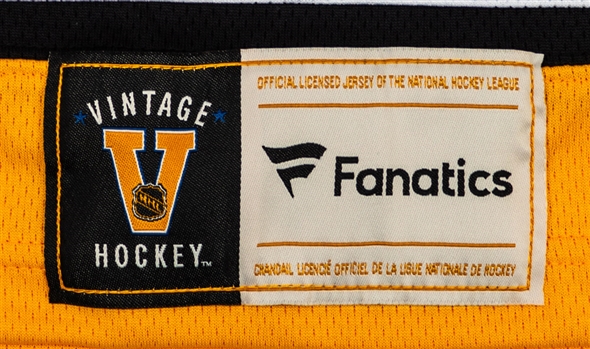 VINTAGE
V
NHL
HOCKEY™
OFFICIAL LICENSED JERSEY OF THE NATIONAL HOCKEY LEAGUE
Fanatics
CHANDAIL LICENCIÉ OFFICIEL DE LA LIGUE NATIONALE DE HOCKEY